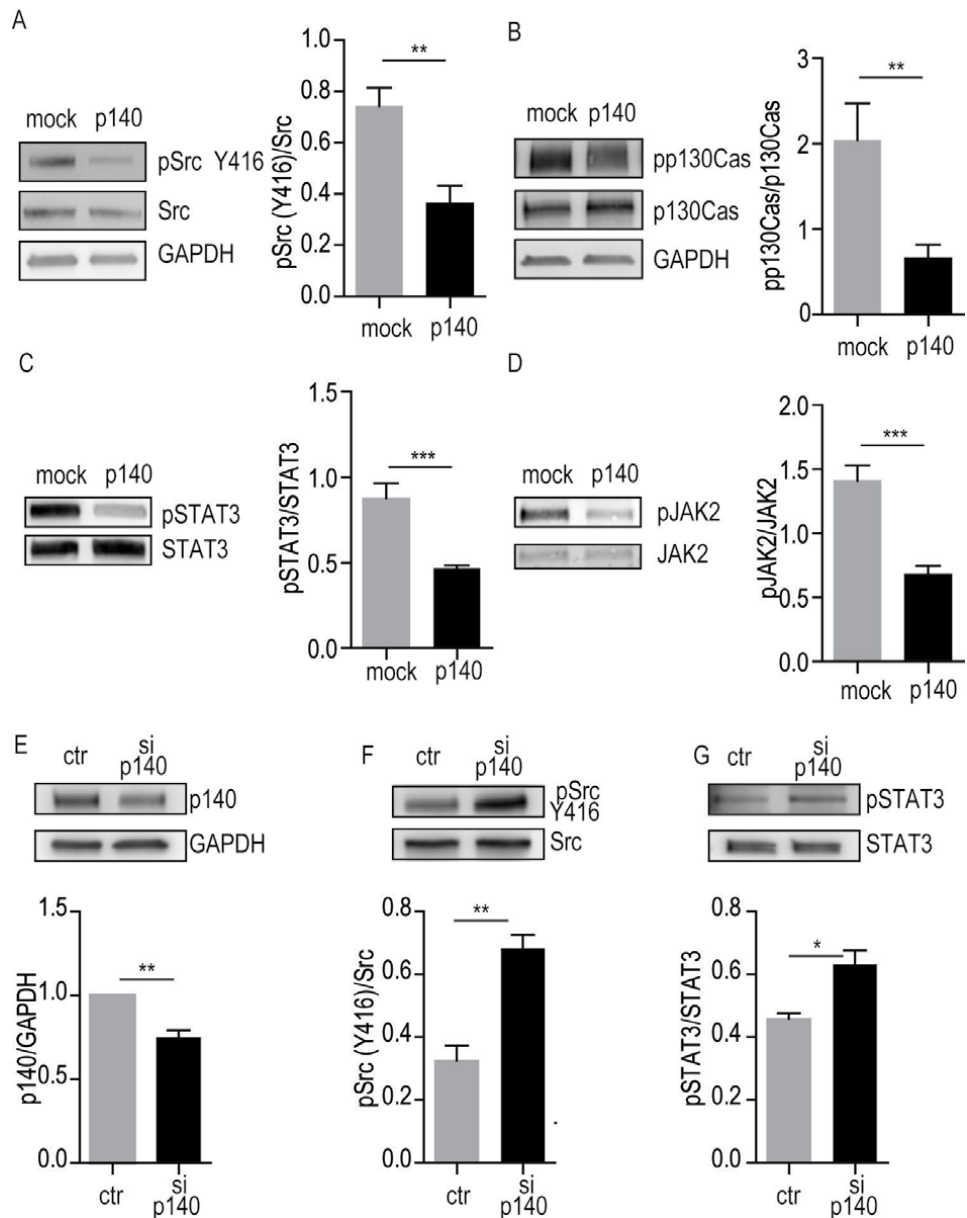 A
mock p140
pSrc Y416
Src
GAPDH
pSrc (Y416)/Src
1.0
0.8
0.6
0.4
0.2
0.0
**
mock p140
B
mock p140
pp130Cas
p130Cas
GAPDH
pp130Cas/p130Cas
3
2
1
0
**
mock p140
C
mock p140
pSTAT3
STAT3
pSTAT3/STAT3
1.5
1.0
0.5
0.0
***
mock p140
D
mock p140
pJAK2
JAK2
pJAK2/JAK2
2.0
1.5
1.0
0.5
0.0
***
mock p140
E
ctr si
p140
p140
GAPDH
p140/GAPDH
1.5
1.0
0.5
0.0
**
ctr si
p140
F
ctr si
p140
pSrc
Y416
Src
pSrc (Y416)/Src
0.8
0.6
0.4
0.2
0.0
**
ctr si
p140
G
ctr si
p140
pSTAT3
STAT3
pSTAT3/STAT3
0.8
0.6
0.4
0.2
0.0
*
ctr si
p140